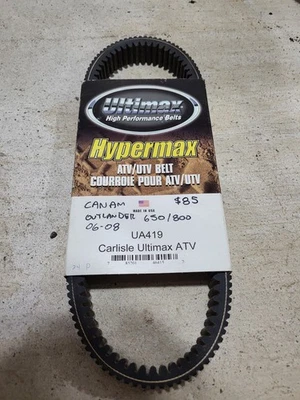 Ultimax
High Performance Belts
Hypermax
ATV/UTV BELT
COURROIE POUR ATV/UTV
MADE IN USA
CANAM $85
OUTLANDER 650/800
06-08
UA419
Carlisle Ultimax ATV